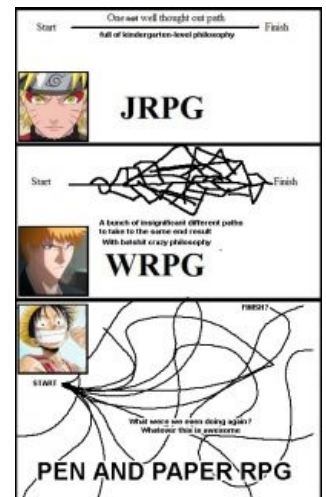 One not well thought out path
Start
Finish
full of kindergarten-level philosophy
JRPG
Start
Finish
A bunch of insignificant different paths
to take to the same end result
With batshit crazy philosophy
WRPG
FINISH?
START
What were we even doing again?
Whatever this is awesome
PEN AND PAPER RPG